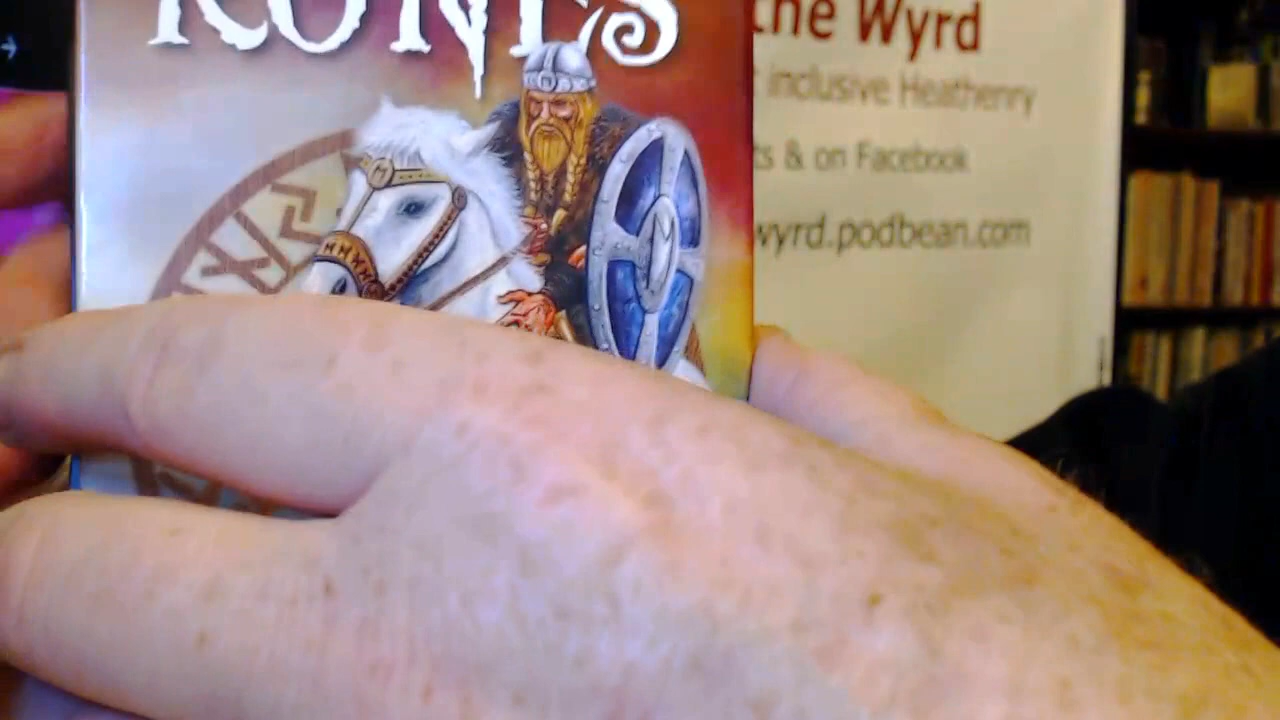 RUNES
the Wyrd
inclusive Heathenry
& on Facebook
wyrd.podbean.com